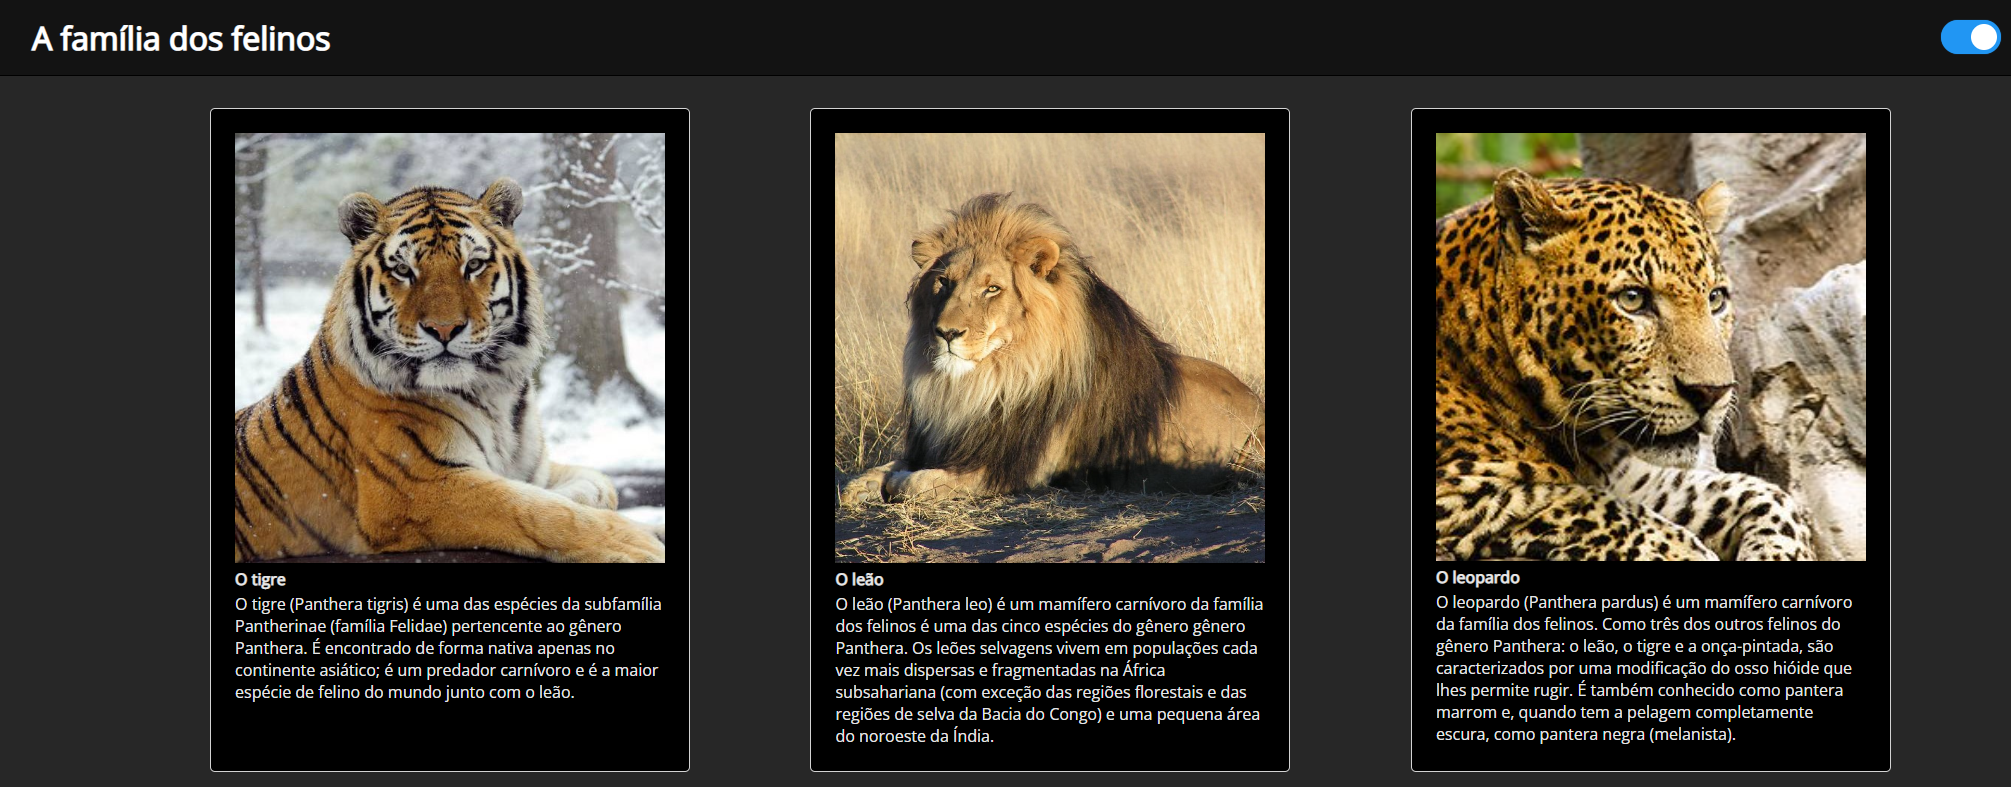 A família dos felinos
O tigre
O tigre (Panthera tigris) é uma das espécies da subfamília
Pantherinae (família Felidae) pertencente ao gênero
Panthera. É encontrado de forma nativa apenas no
continente asiático; é um predador carnívoro e é a maior
espécie de felino do mundo junto com o leão.
O leão
O leão (Panthera leo) é um mamífero carnívoro da família
dos felinos é uma das cinco espécies do gênero gênero
Panthera. Os leões selvagens vivem em populações cada
vez mais dispersas e fragmentadas na África
subsahariana (com exceção das regiões florestais e das
regiões de selva da Bacia do Congo) e uma pequena área
do noroeste da Índia.
O leopardo
O leopardo (Panthera pardus) é um mamífero carnívoro
da família dos felinos. Como três dos outros felinos do
gênero Panthera: o leão, o tigre e a onça-pintada, são
caracterizados por uma modificação do osso hióide que
lhes permite rugir. É também conhecido como pantera
marrom e, quando tem a pelagem completamente
escura, como pantera negra (melanista).